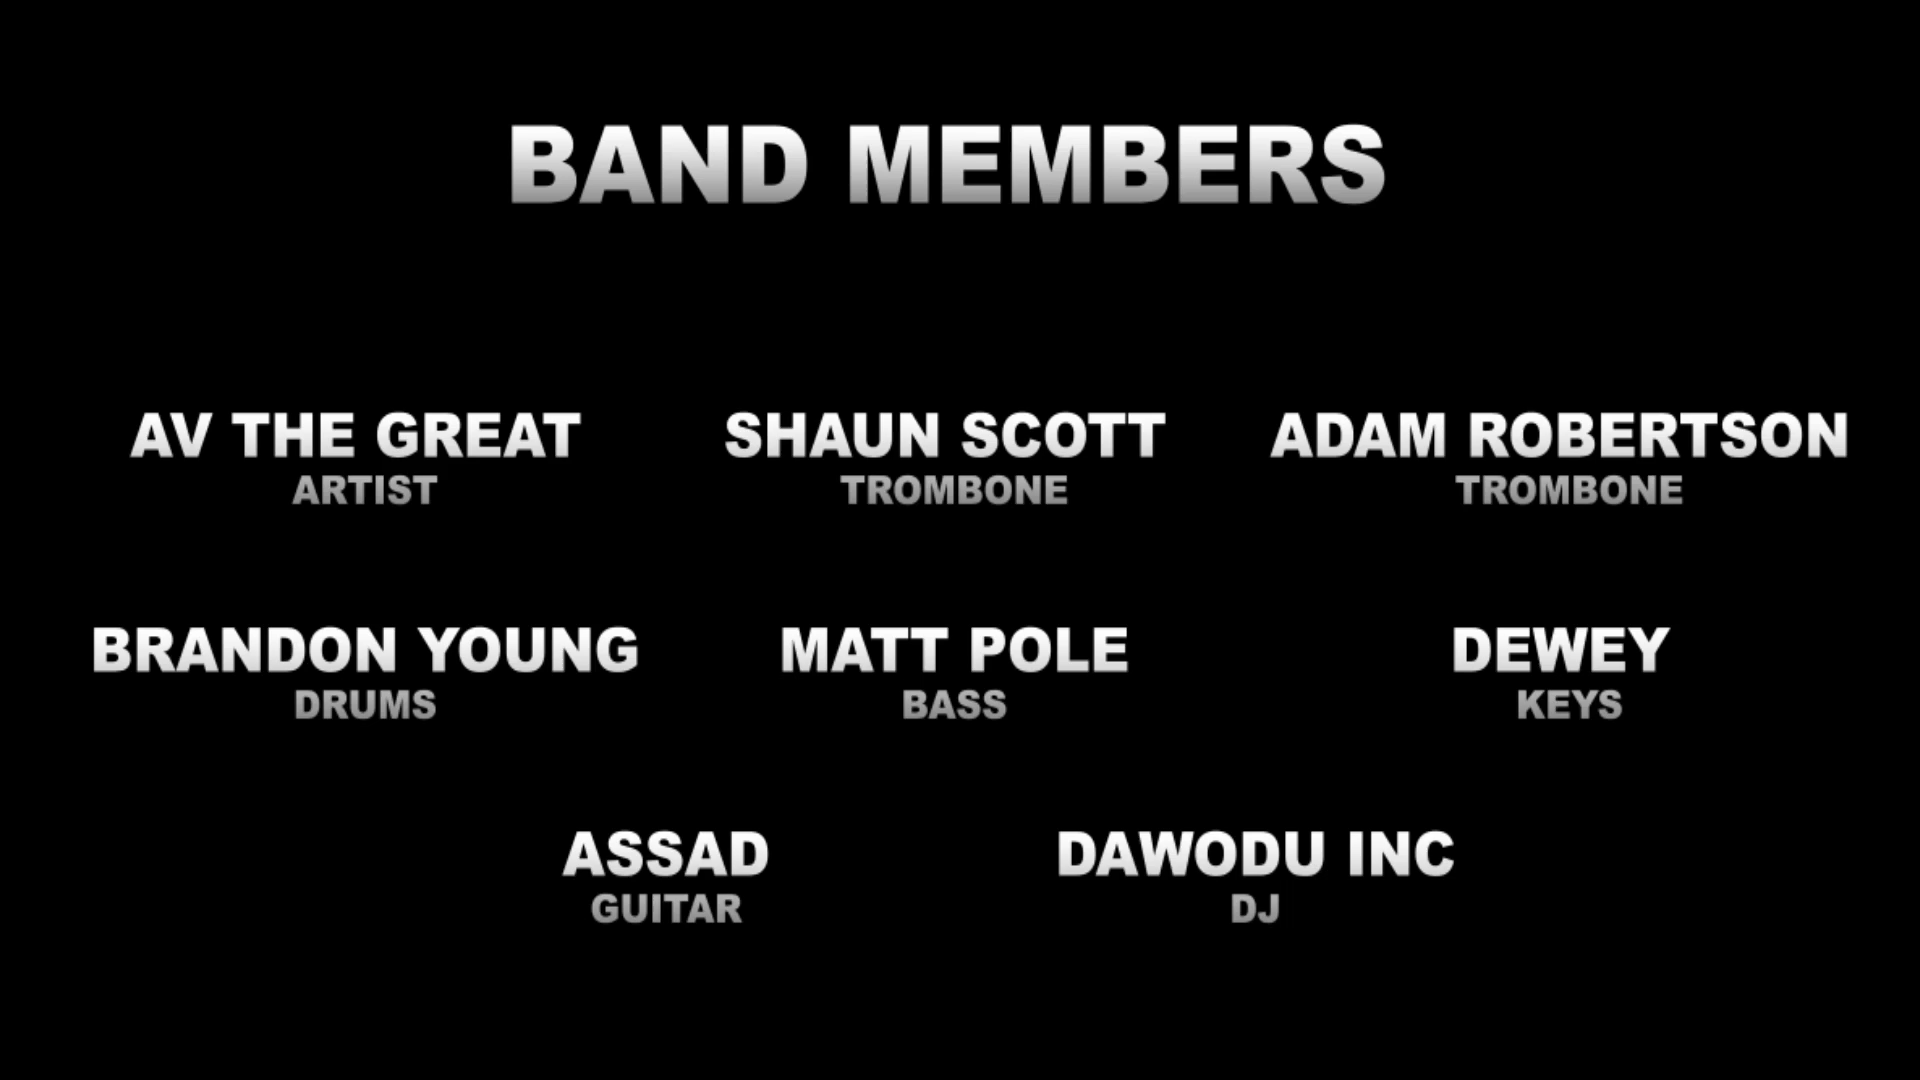 BAND MEMBERS
AV THE GREAT
ARTIST
SHAUN SCOTT
TROMBONE
ADAM ROBERTSON
TROMBONE
BRANDON YOUNG
DRUMS
MATT POLE
BASS
DEWEY
KEYS
ASSAD
GUITAR
DAWODU INC
DJ